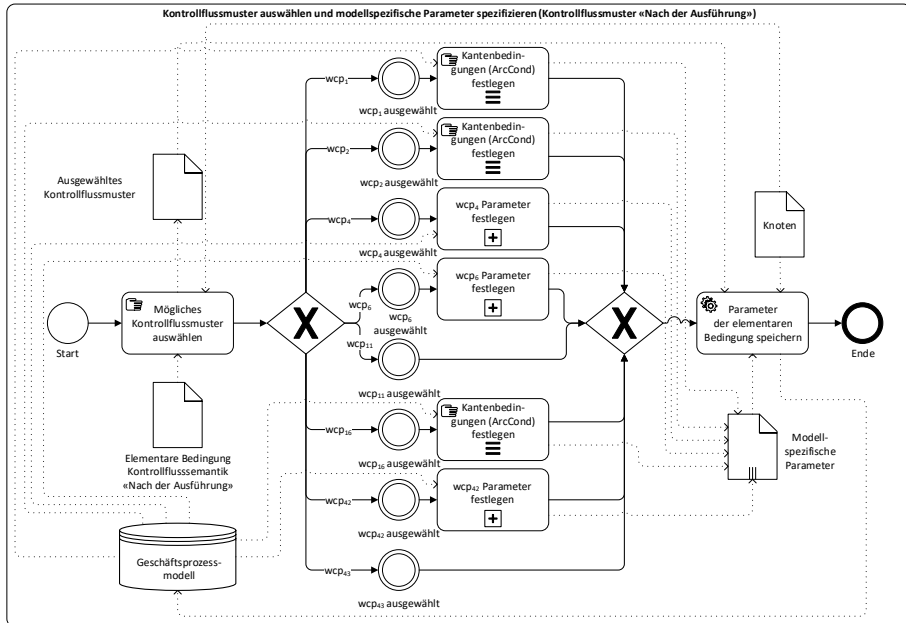 Kontrollflussmuster auswählen und modellspezifische Parameter spezifizieren (Kontrollflussmuster «Nach der Ausführung»)
wcp1
wcp1 ausgewählt
Kantenbedin-
gungen (ArcCond)
festlegen
wcp2
wcp2 ausgewählt
Kantenbedin-
gungen (ArcCond)
festlegen
Ausgewähltes
Kontrollflussmuster
wcp4
wcp4 ausgewählt
wcp4 Parameter
festlegen
Knoten
wcp6
wcp6
ausgewählt
wcp6 Parameter
festlegen
Start
Mögliches
Kontrollflussmuster
auswählen
X
X
Parameter
der elementaren
Bedingung speichern
Ende
wcp11
wcp11 ausgewählt
Elementare Bedingung
Kontrollflusssemantik
«Nach der Ausführung»
wcp16
wcp16 ausgewählt
Kantenbedin-
gungen (ArcCond)
festlegen
Modell-
spezifische
Parameter
wcp42
wcp42 ausgewählt
wcp42 Parameter
festlegen
Geschäftsprozess-
modell
wcp43
wcp43 ausgewählt